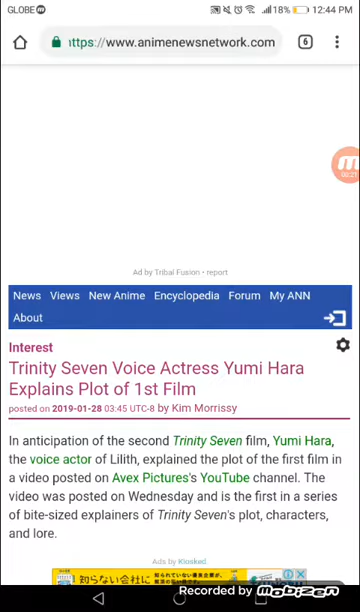 GLOBE 18% 12:44 PM
https://www.animenewsnetwork.com 6
00:21
Ad by Tribal Fusion • report
News Views New Anime Encyclopedia Forum My ANN
About
Interest
Trinity Seven Voice Actress Yumi Hara
Explains Plot of 1st Film
posted on 2019-01-28 03:45 UTC-8 by Kim Morrissy
In anticipation of the second Trinity Seven film, Yumi Hara,
the voice actor of Lilith, explained the plot of the first film in
a video posted on Avex Pictures's YouTube channel. The
video was posted on Wednesday and is the first in a series
of bite-sized explainers of Trinity Seven's plot, characters,
and lore.
Ads by Kiosked
知らない会社に
Recorded by MOBIZEN